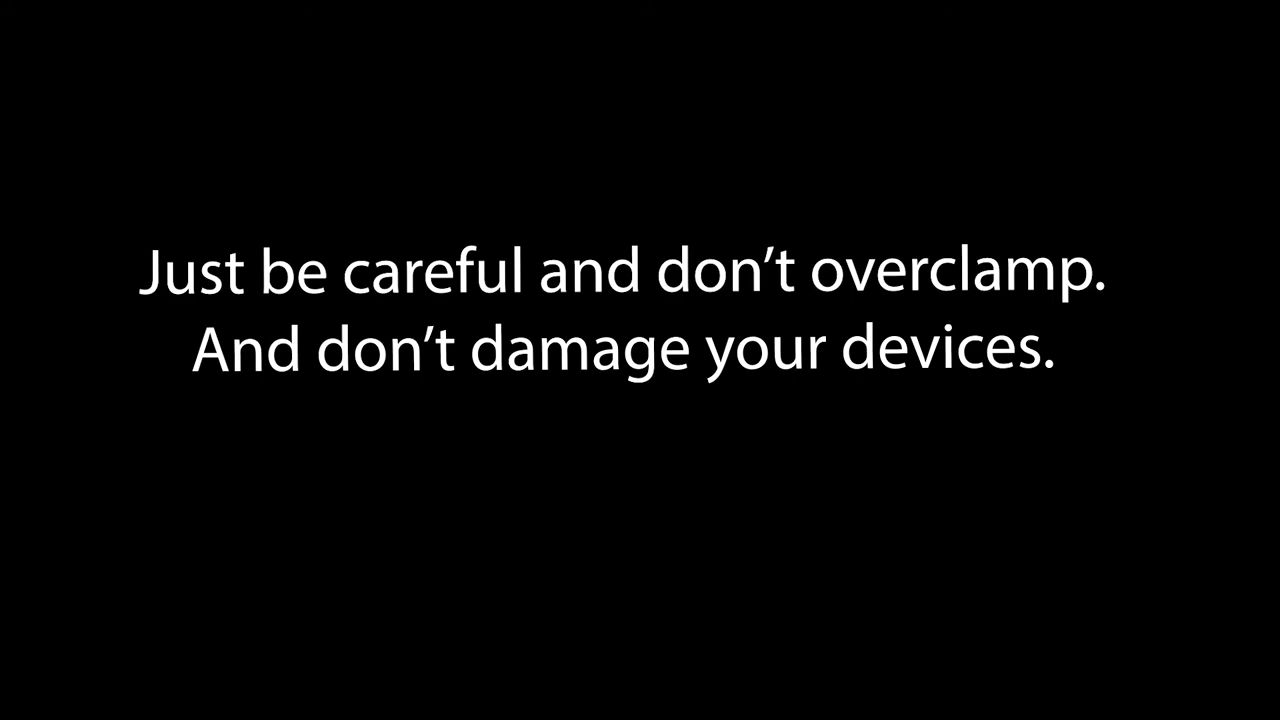 Just be careful and don’t overclamp.
And don’t damage your devices.